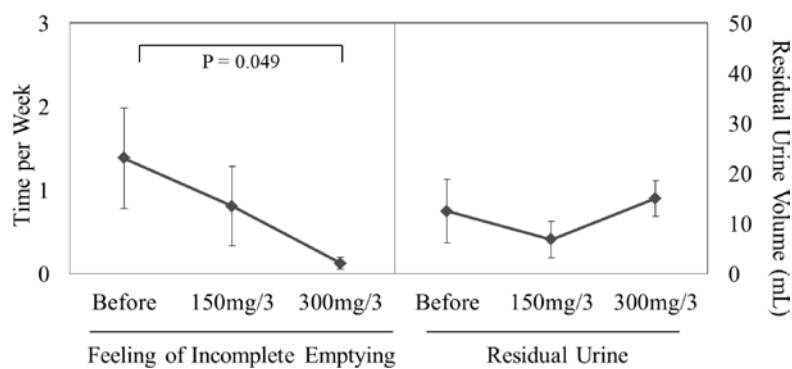 3
2
1
0
Time per Week
P = 0.049
50
40
30
20
10
0
Residual Urine Volume (mL)
Before 150mg/3 300mg/3 Before 150mg/3 300mg/3
Feeling of Incomplete Emptying Residual Urine